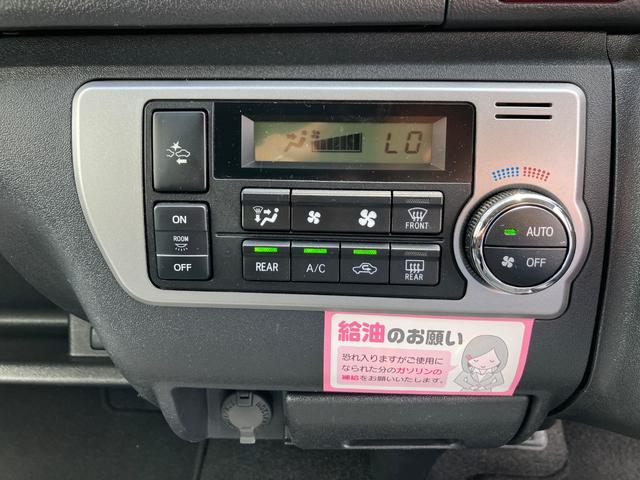 LO
ON
ROOM
OFF
FRONT
REAR
A/C
REAR
AUTO
OFF
給油のお願い
恐れ入りますがご使用に
なられた分のガソリンの
補給をお願いいたします。